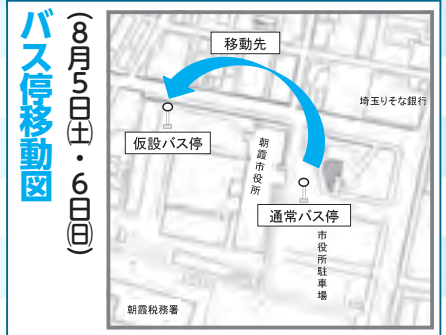 バス停移動図
(8月5日㊏・6日㊐)
移動先
埼玉りそな銀行
仮設バス停
朝霞市役所
通常バス停
市役所駐車場
朝霞税務署